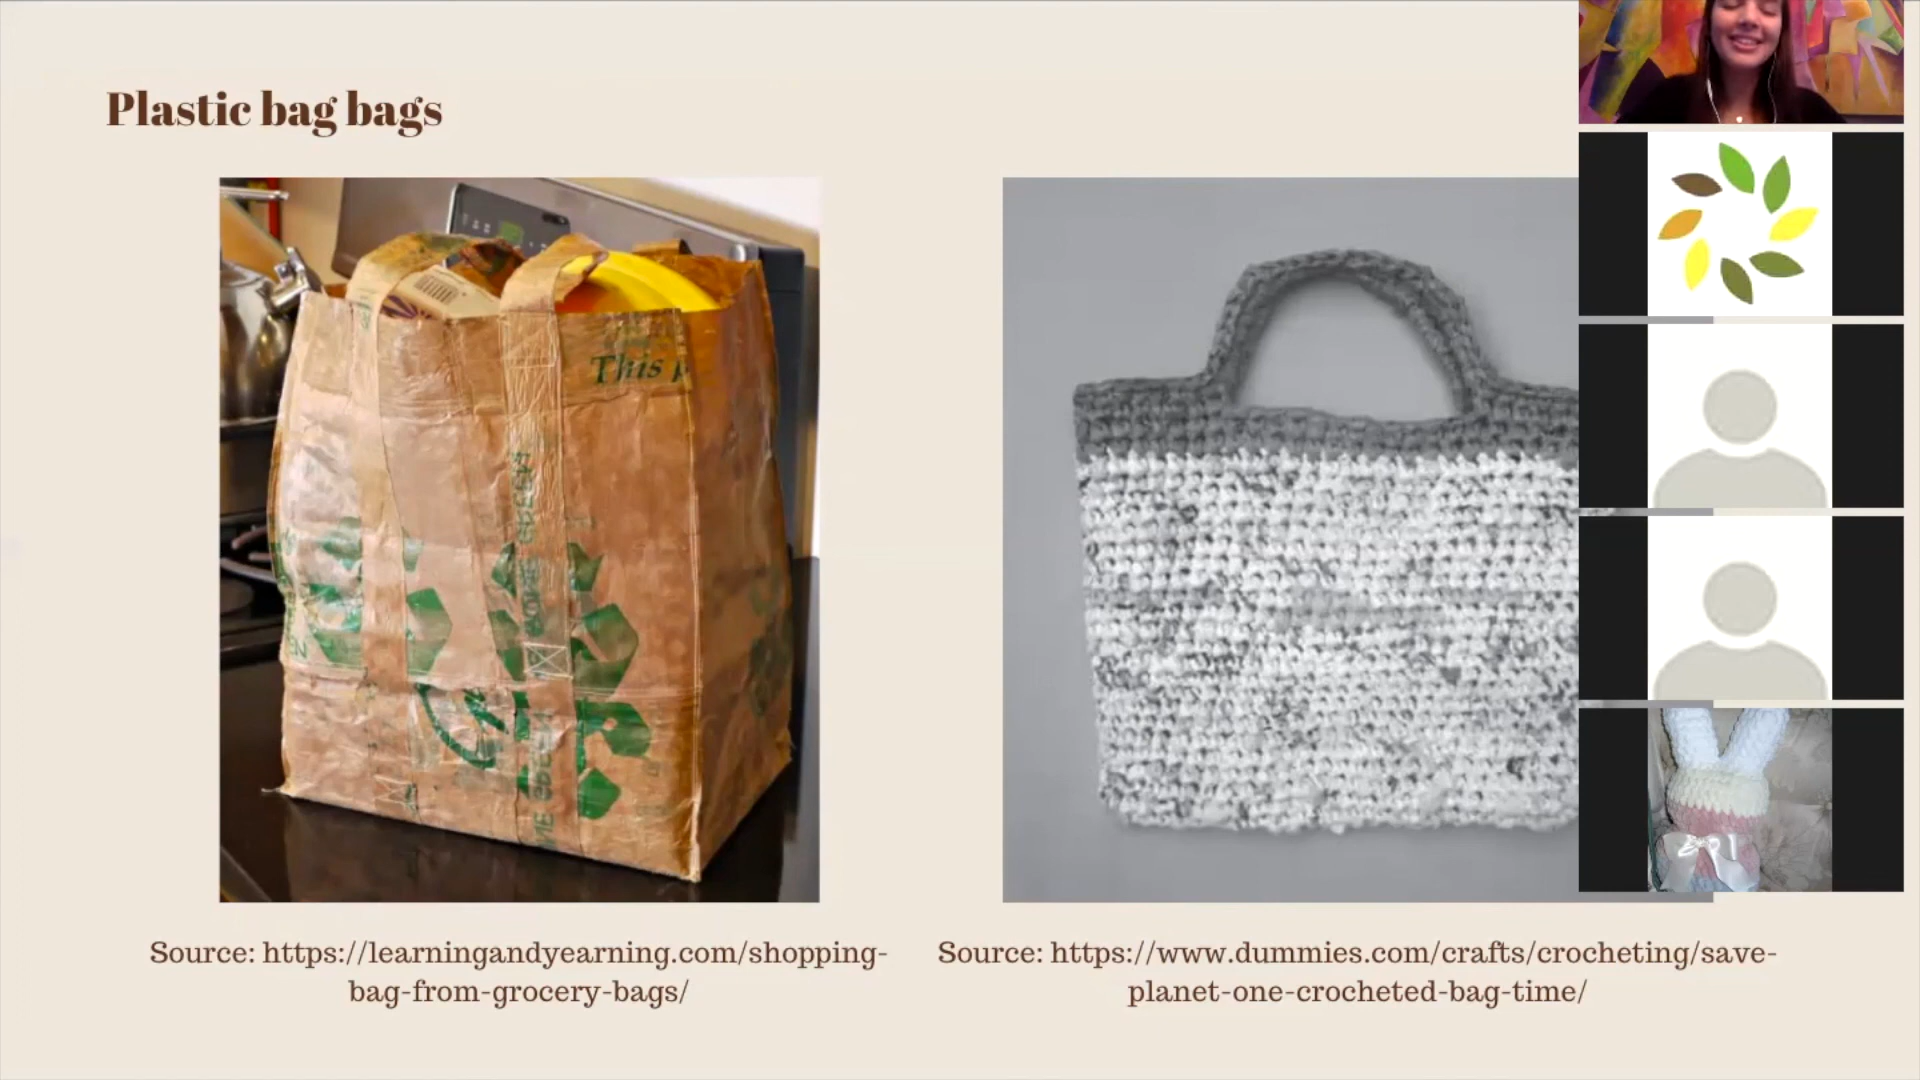 Plastic bag bags
This p
Source: https://learningandyearning.com/shopping-
bag-from-grocery-bags/
Source: https://www.dummies.com/crafts/crocheting/save-
planet-one-crocheted-bag-time/